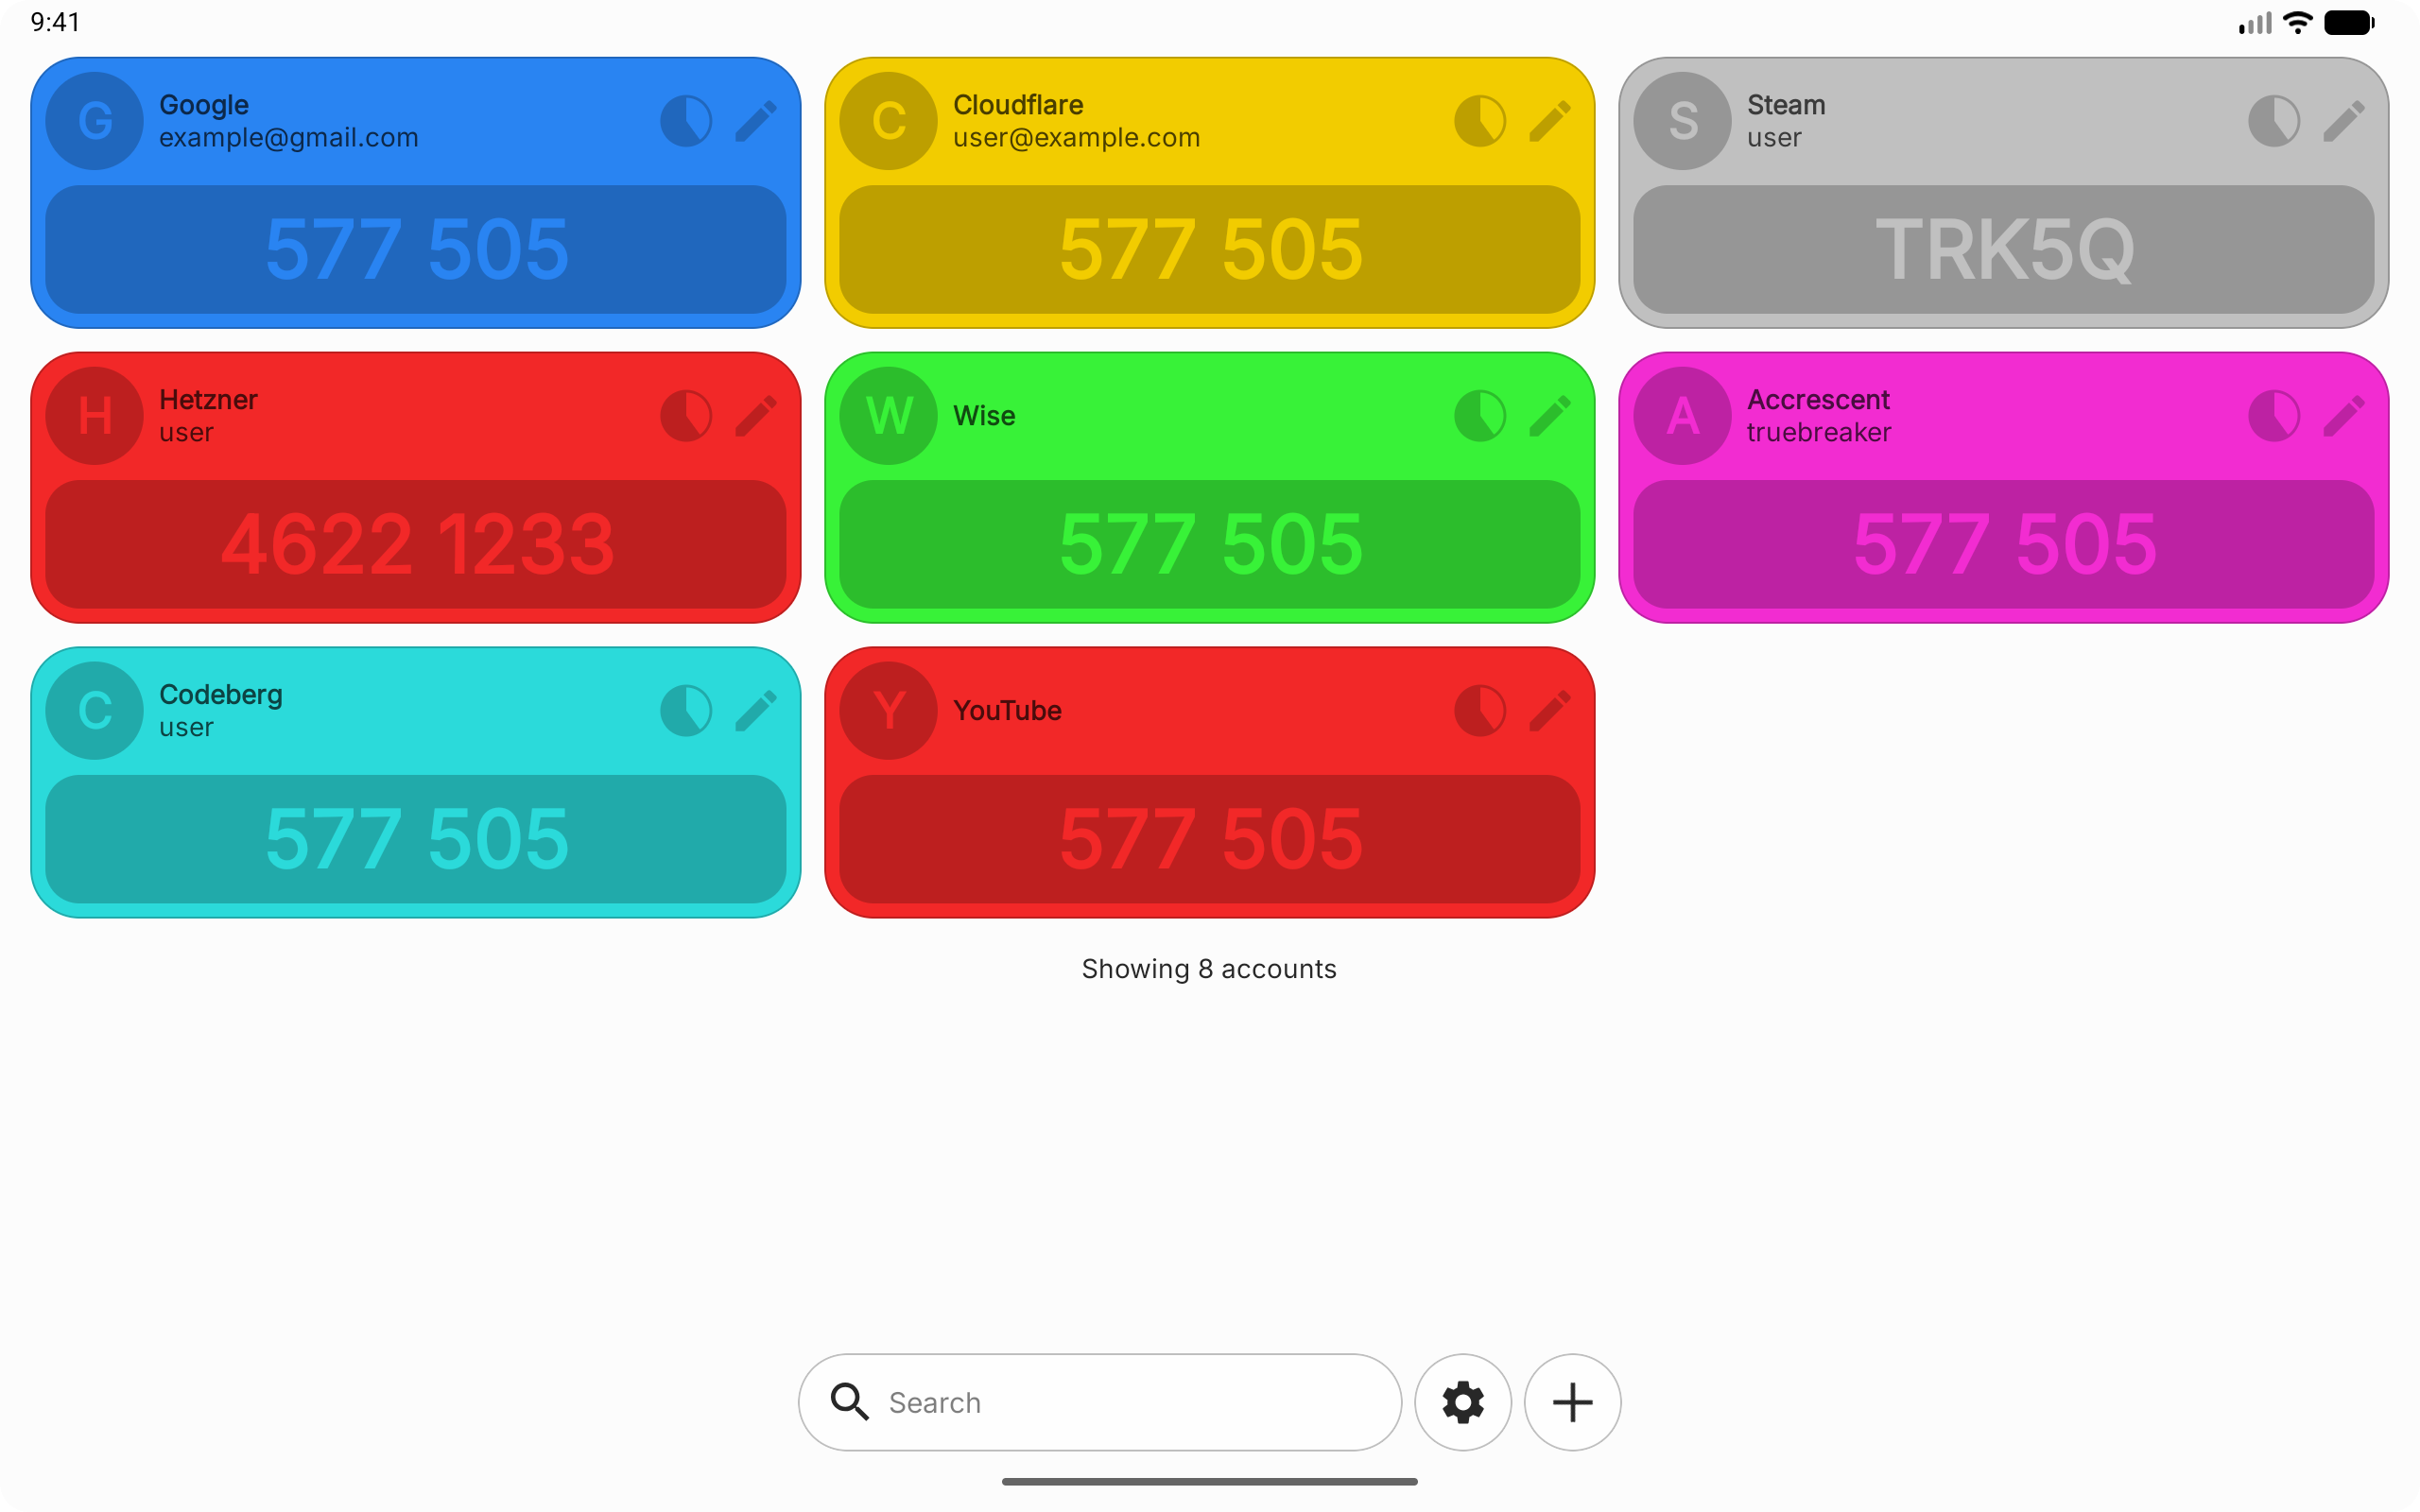 9:41
G
Google
example@gmail.com
577 505
C
Cloudflare
user@example.com
577 505
S
Steam
user
TRK5Q
H
Hetzner
user
4622 1233
W
Wise
577 505
A
Accrescent
truebreaker
577 505
C
Codeberg
user
577 505
Y
YouTube
577 505
Showing 8 accounts
Search